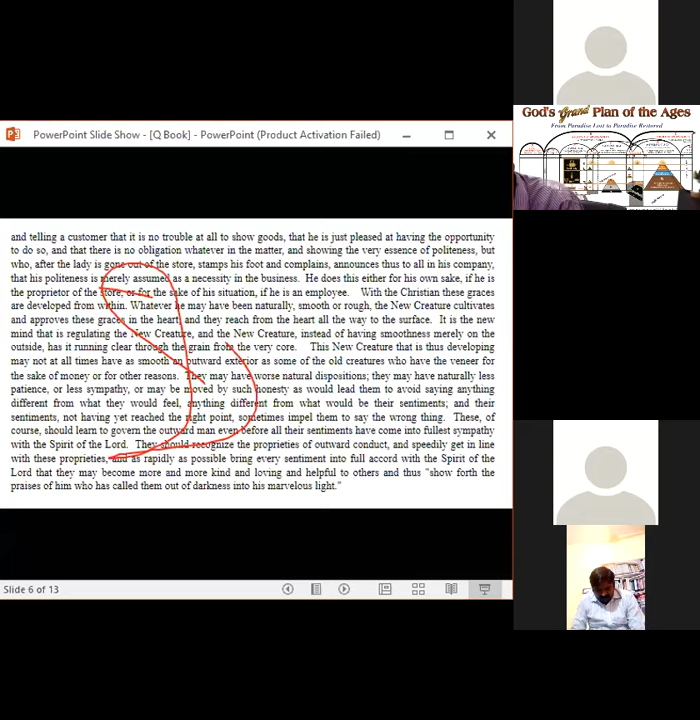 God's Grand Plan of the Ages
From Paradise Lost to Paradise Restored
PowerPoint Slide Show - [Q Book] - PowerPoint (Product Activation Failed)
and telling a customer that it is no trouble at all to show goods, that he is just pleased at having the opportunity
to do so, and that there is no obligation whatever in the matter, and showing the very essence of politeness, but
who, after the lady is gone out of the store, stamps his foot and complains, announces thus to all in his company,
that his politeness is merely assumed as a necessity in the business. He does this either for his own sake, if he is
the proprietor of the store, or for the sake of his situation, if he is an employee. With the Christian these graces
are developed from within. Whatever he may have been naturally, smooth or rough, the New Creature cultivates
and approves these graces in the heart, and they reach from the heart all the way to the surface. It is the new
mind that is regulating the New Creature, and the New Creature, instead of having smoothness merely on the
outside, has it running clear through the grain from the very core. This New Creature that is thus developing
may not at all times have as smooth an outward exterior as some of the old creatures who have the veneer for
the sake of money or for other reasons. They may have worse natural dispositions; they may have naturally less
patience, or less sympathy, or may be moved by such honesty as would lead them to avoid saying anything
different from what they would feel, anything different from what would be their sentiments; and their
sentiments, not having yet reached the right point, sometimes impel them to say the wrong thing. These, of
course, should learn to govern the outward man even before all their sentiments have come into fullest sympathy
with the Spirit of the Lord. They should recognize the proprieties of outward conduct, and speedily get in line
with these proprieties, and as rapidly as possible bring every sentiment into full accord with the Spirit of the
Lord that they may become more and more kind and loving and helpful to others and thus "show forth the
praises of him who has called them out of darkness into his marvelous light."
Slide 6 of 13